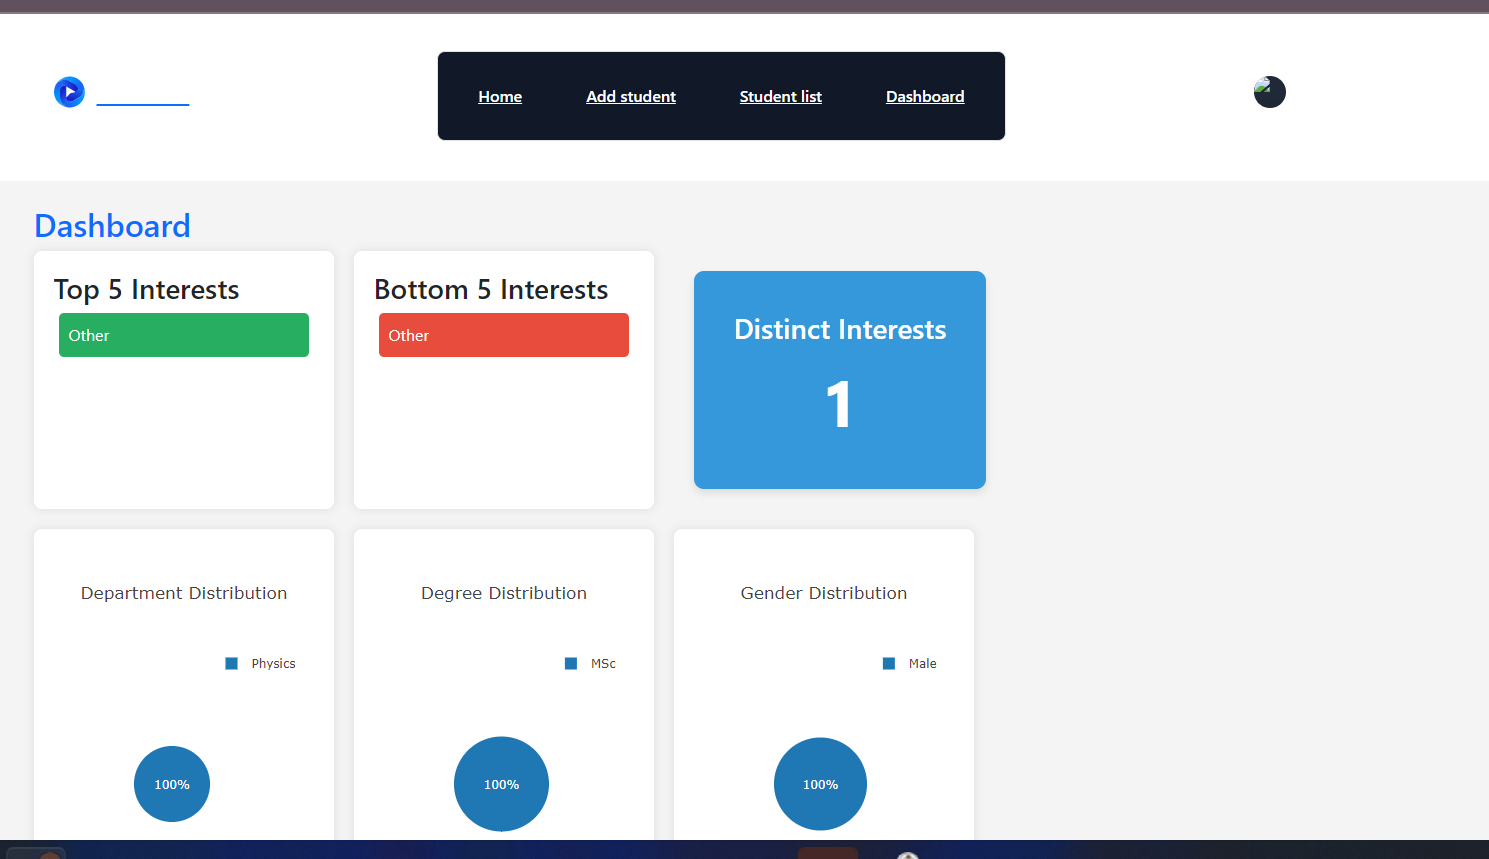 Home Add student Student list Dashboard
Dashboard
Top 5 Interests
Other
Bottom 5 Interests
Other
Distinct Interests
1
Department Distribution
Physics
100%
Degree Distribution
MSc
100%
Gender Distribution
Male
100%